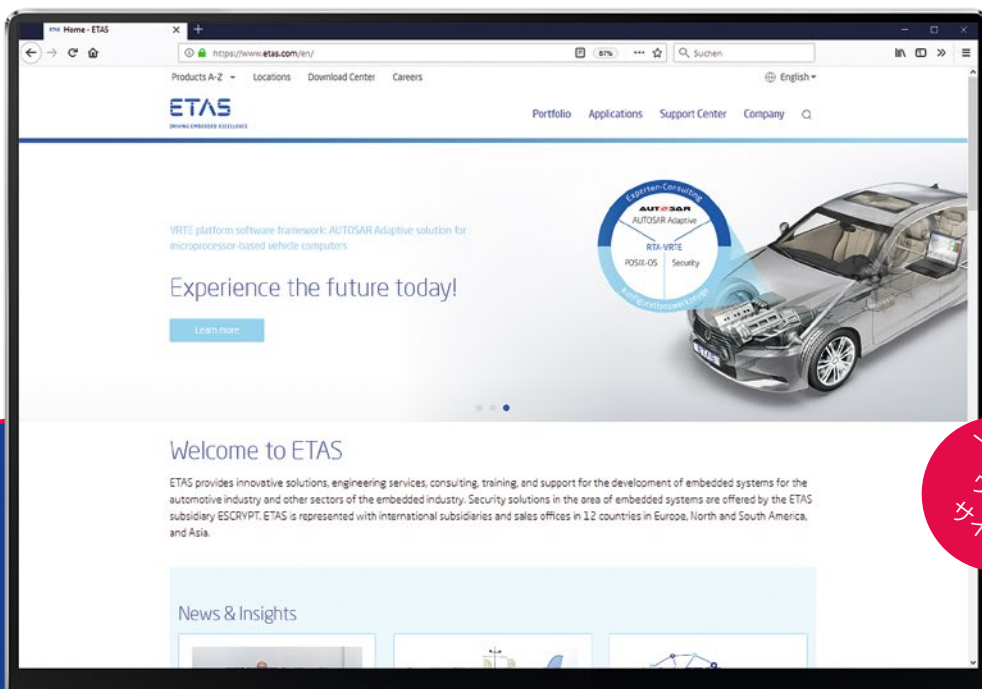 ETAS Home - ETAS
https://www.etas.com/en/
87%
Suchen
Products A-Z
Locations
Download Center
Careers
English
ETAS
DRIVING EMBEDDED EXCELLENCE
Portfolio
Applications
Support Center
Company
VRTE platform software framework: AUTOSAR Adaptive solution for
microprocessor-based vehicle computers
Experience the future today!
Learn more
Experten-Consulting
AUTOSAR
AUTOSAR Adaptive
RTA-VRTE
POSIX-OS
Security
Konfigurationswerkzeuge
ETAS
Welcome to ETAS
ETAS provides innovative solutions, engineering services, consulting, training, and support for the development of embedded systems for the
automotive industry and other sectors of the embedded industry. Security solutions in the area of embedded systems are offered by the ETAS
subsidiary ESCRYPT. ETAS is represented with international subsidiaries and sales offices in 12 countries in Europe, North and South America,
and Asia.
News & Insights